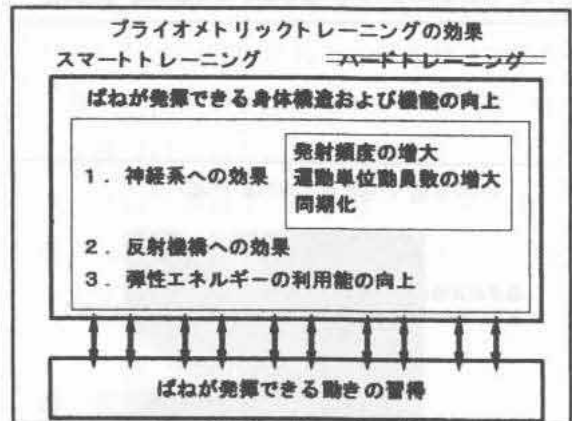 プライオメトリックトレーニングの効果
スマートトレーニング ハードトレーニング
ばねが発揮できる身体構造および機能の向上
1．神経系への効果
発射頻度の増大
運動単位動員数の増大
同期化
2．反射機構への効果
3．弾性エネルギーの利用能の向上
ばねが発揮できる動きの習得